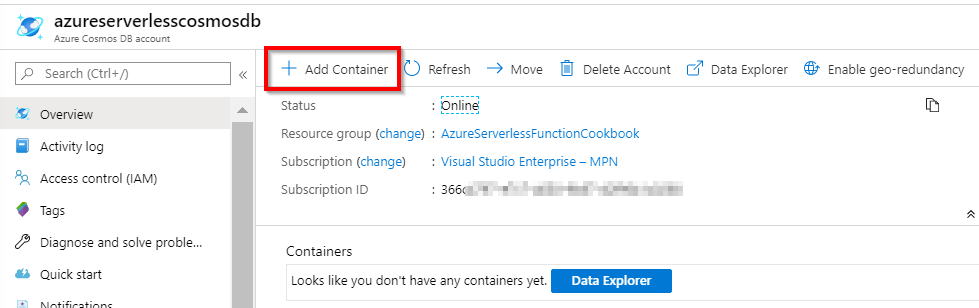 azureserverlesscosmosdb
Azure Cosmos DB account
Search (Ctrl+/)
«
Add Container
Refresh
Move
Delete Account
Data Explorer
Enable geo-redundancy
Overview
Activity log
Access control (IAM)
Tags
Diagnose and solve proble...
Quick start
Notifications
Status : Online
Resource group (change) : AzureServerlessFunctionCookbook
Subscription (change) : Visual Studio Enterprise – MPN
Subscription ID : 366
Containers
Looks like you don't have any containers yet. Data Explorer